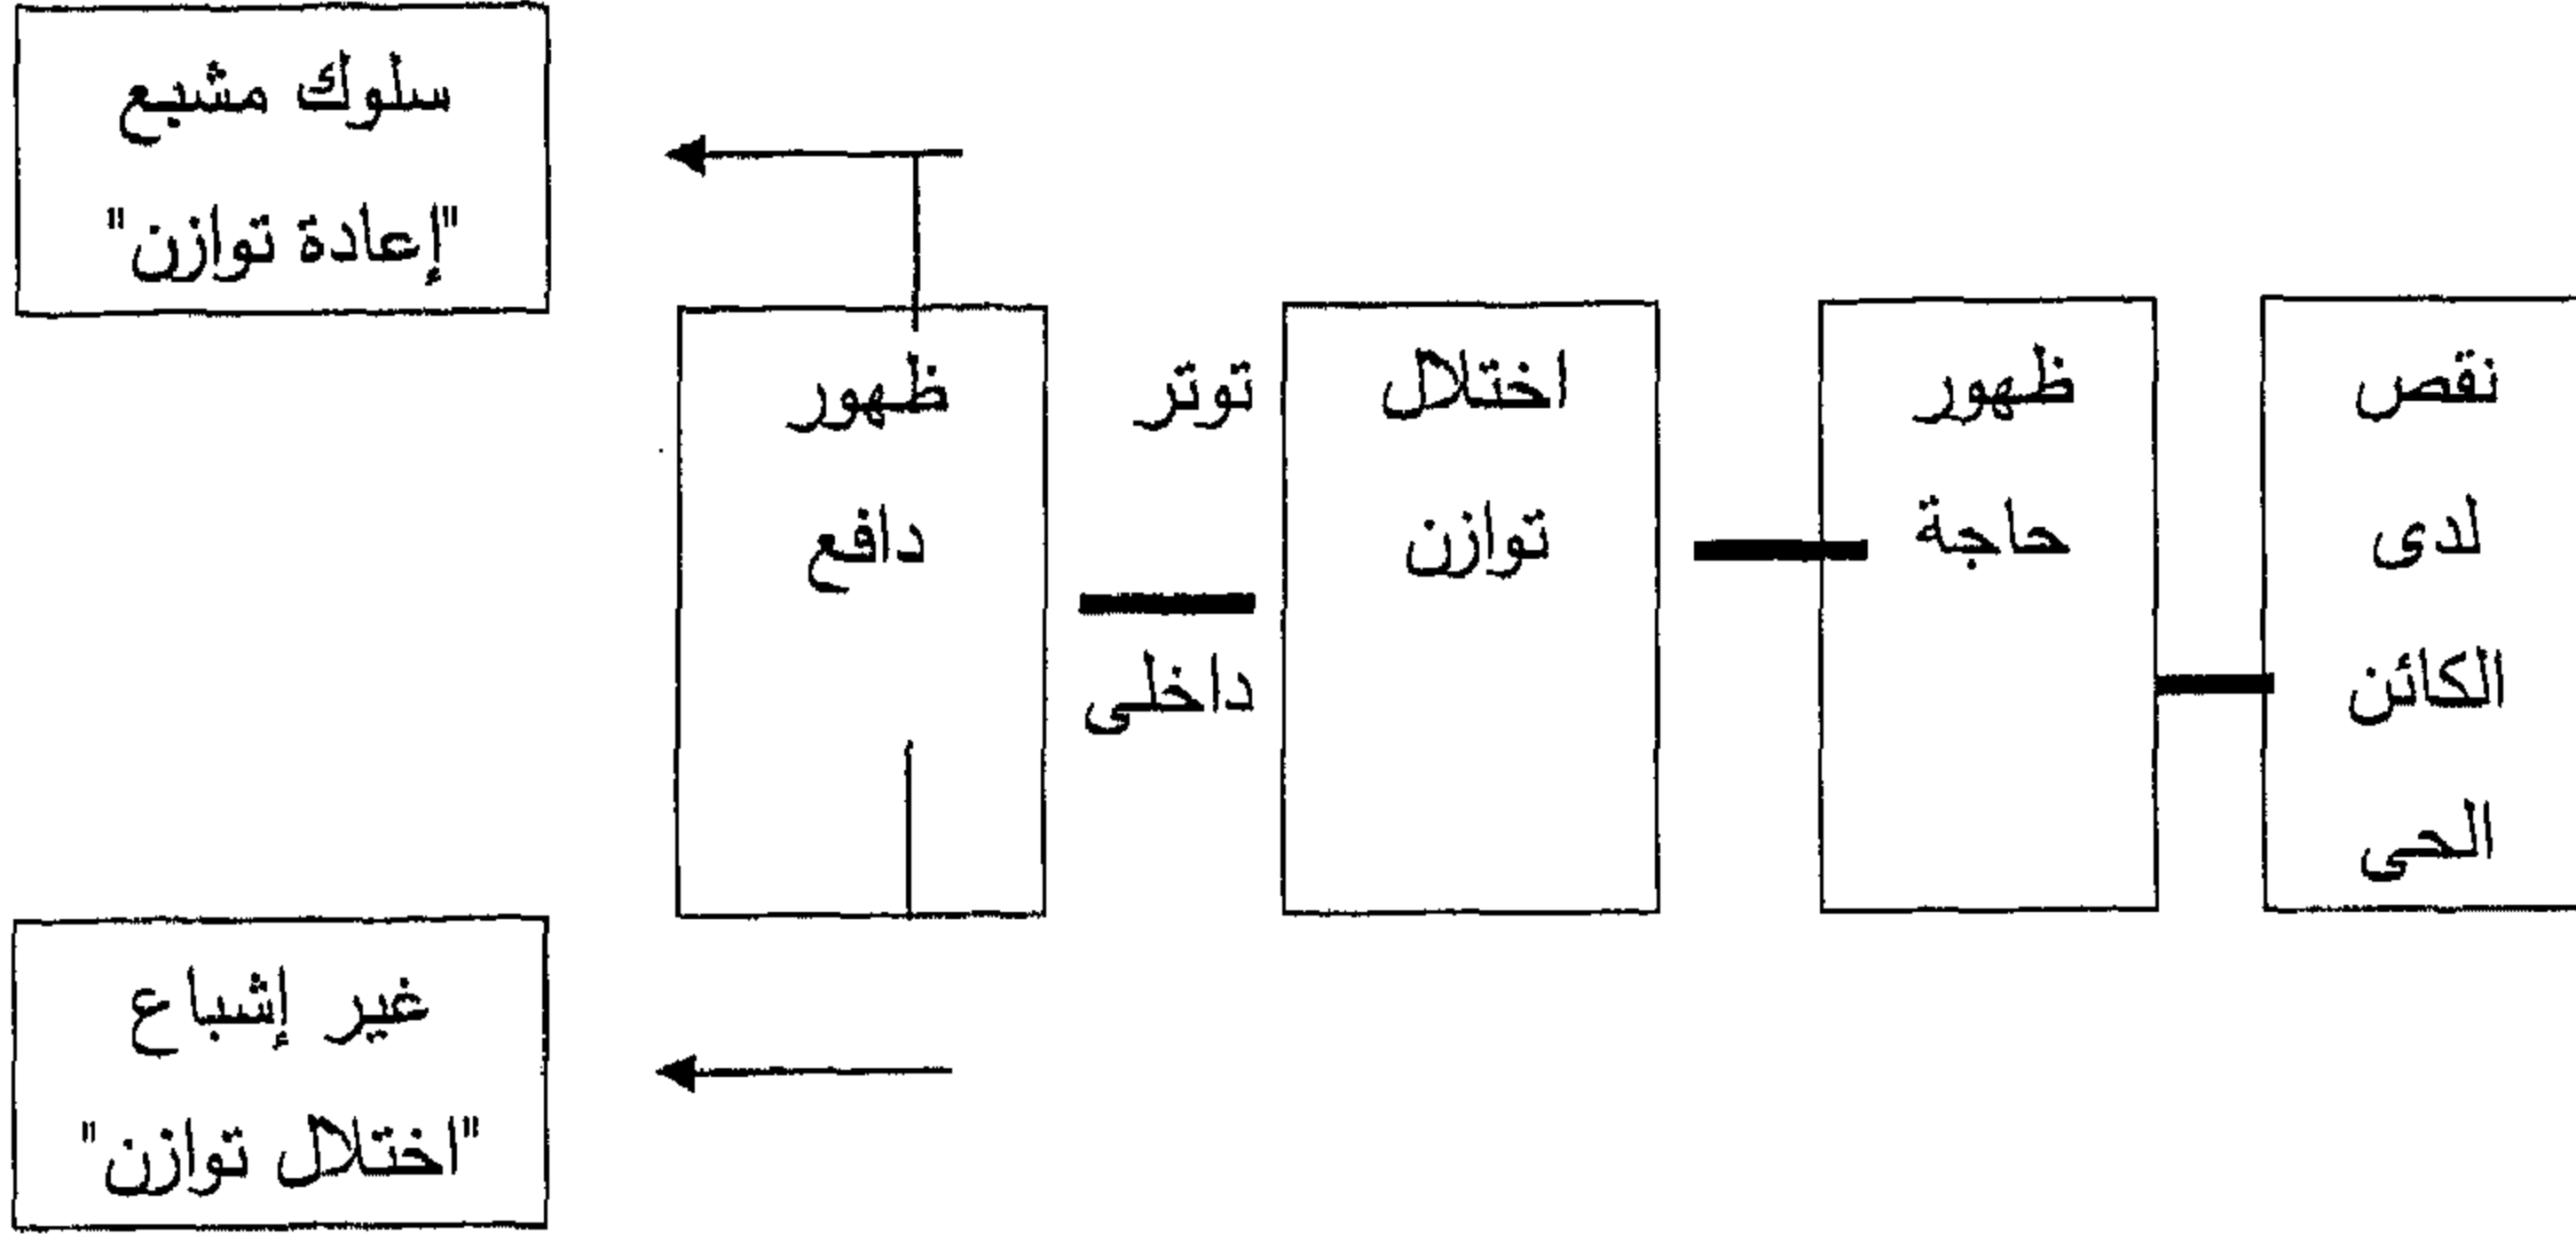 نقص
لدى
الكائن
الحى
ظهور
حاجة
اختلال
توازن
توتر
داخلى
ظهور
دافع
سلوك مشبع
"إعادة توازن"
غير إشباع
"اختلال توازن"